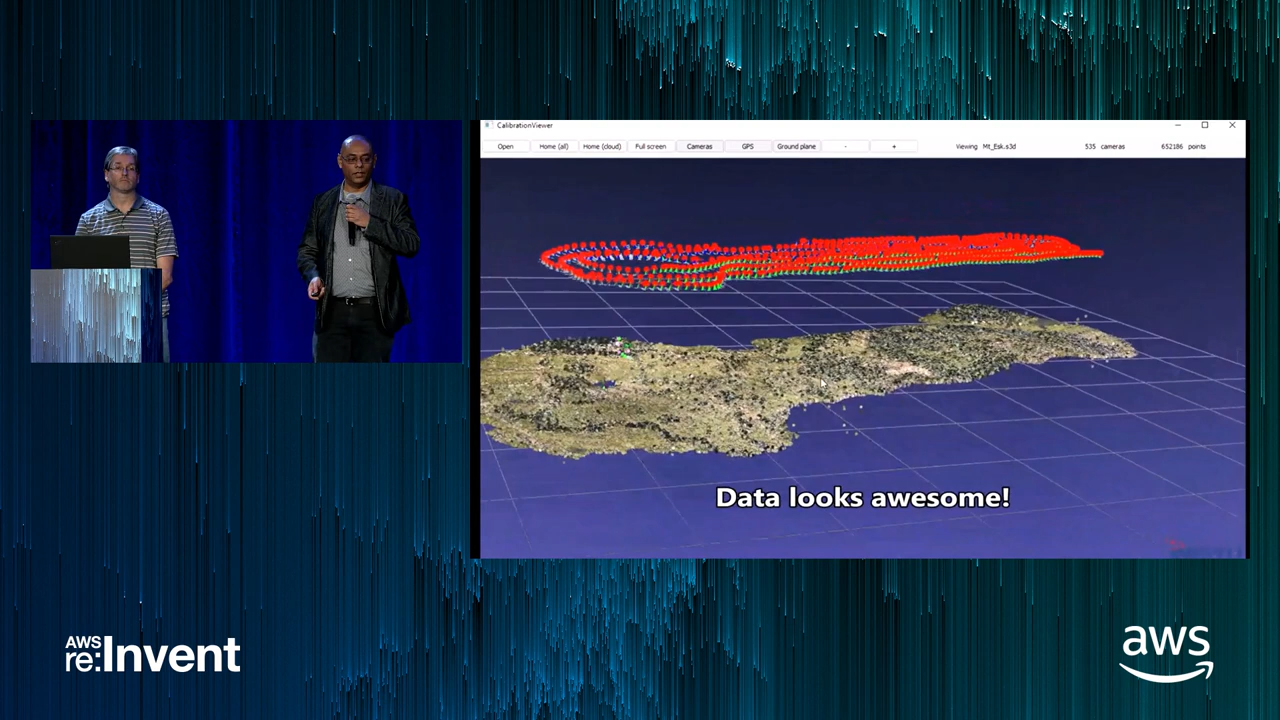 CalibrationViewer
Open Home (all) Home (cloud) Full screen Cameras GPS Ground plane - + Viewing Mt_Esk.s3d 535 cameras 652186 points
Data looks awesome!
AWS
re:Invent
aws